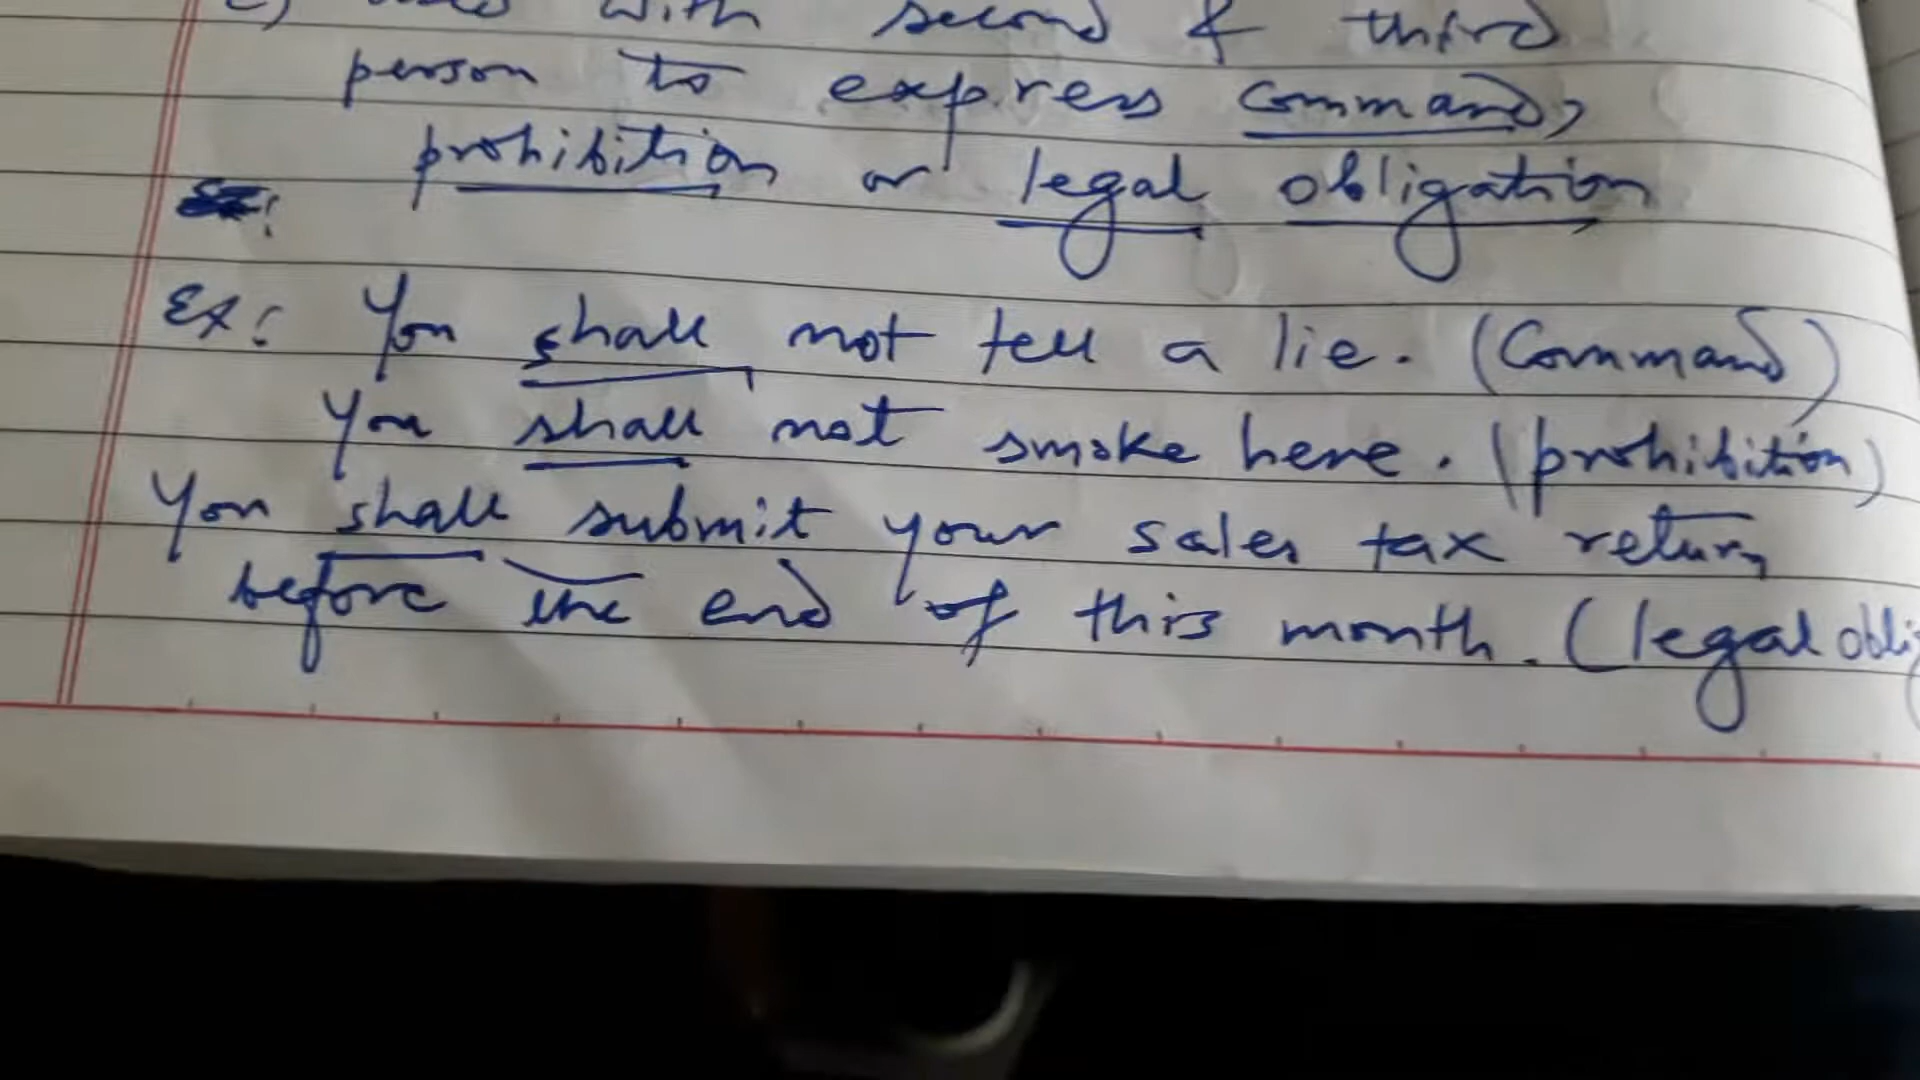 c) used with second & third
person to express command,
prohibition or legal obligation
Ex: You shall not tell a lie. (Command)
You shall not smoke here. (prohibition)
You shall submit your sales tax return
before the end of this month. (legal oblig